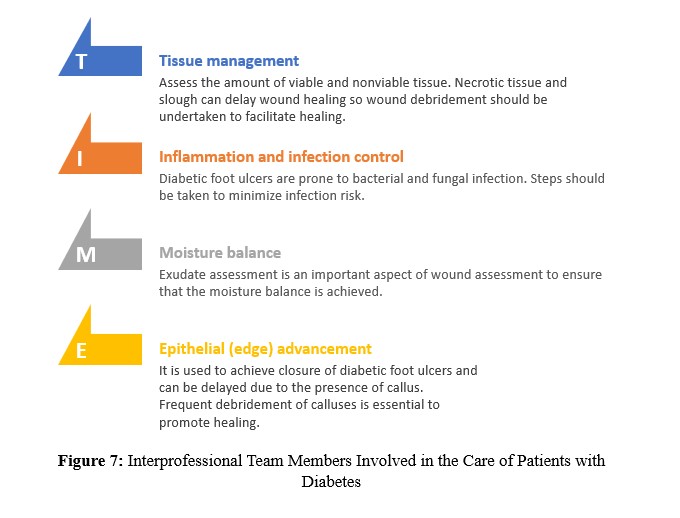 T
Tissue management
Assess the amount of viable and nonviable tissue. Necrotic tissue and
slough can delay wound healing so wound debridement should be
undertaken to facilitate healing.
I
Inflammation and infection control
Diabetic foot ulcers are prone to bacterial and fungal infection. Steps should
be taken to minimize infection risk.
M
Moisture balance
Exudate assessment is an important aspect of wound assessment to ensure
that the moisture balance is achieved.
E
Epithelial (edge) advancement
It is used to achieve closure of diabetic foot ulcers and
can be delayed due to the presence of callus.
Frequent debridement of calluses is essential to
promote healing.
Figure 7: Interprofessional Team Members Involved in the Care of Patients with
Diabetes